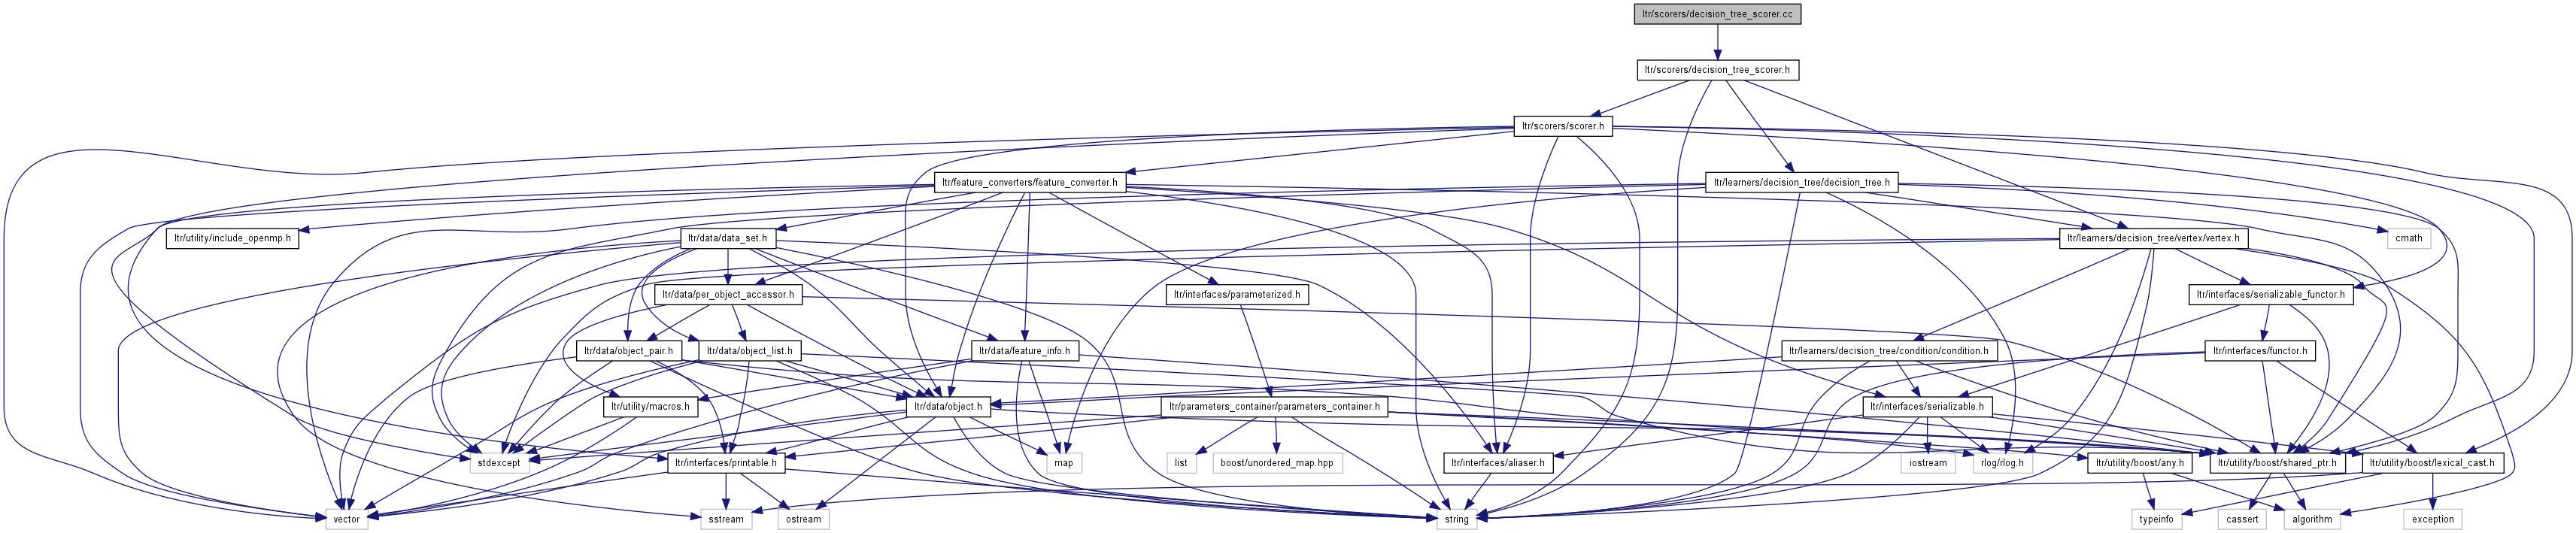 ltr/scorers/decision_tree_scorer.cc
ltr/scorers/decision_tree_scorer.h
ltr/scorers/scorer.h
ltr/feature_converters/feature_converter.h
ltr/learners/decision_tree/decision_tree.h
ltr/utility/include_openmp.h
ltr/data/data_set.h
ltr/learners/decision_tree/vertex/vertex.h
cmath
ltr/data/per_object_accessor.h
ltr/interfaces/parameterized.h
ltr/interfaces/serializable_functor.h
ltr/data/object_pair.h
ltr/data/object_list.h
ltr/data/feature_info.h
ltr/learners/decision_tree/condition/condition.h
ltr/interfaces/functor.h
ltr/utility/macros.h
ltr/data/object.h
ltr/parameters_container/parameters_container.h
ltr/interfaces/serializable.h
stdexcept
ltr/interfaces/printable.h
map
list
boost/unordered_map.hpp
ltr/interfaces/aliaser.h
iostream
rlog/rlog.h
ltr/utility/boost/any.h
ltr/utility/boost/shared_ptr.h
ltr/utility/boost/lexical_cast.h
vector
sstream
ostream
string
typeinfo
cassert
algorithm
exception